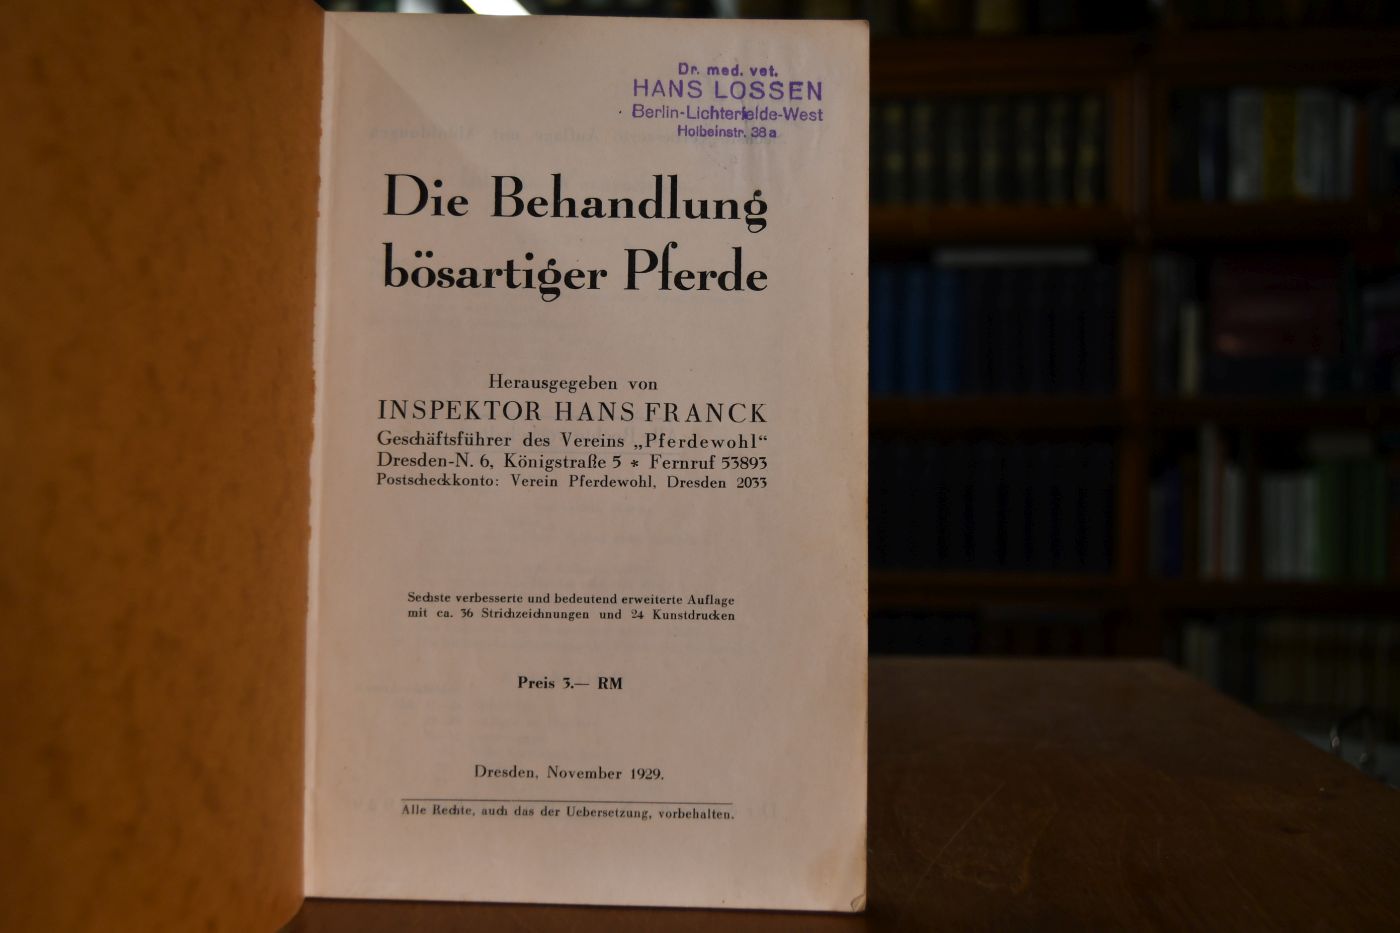 Dr. med. vet.
HANS LOSSEN
Berlin-Lichterfelde-West
Holbeinstr. 38a
Die Behandlung
bösartiger Pferde
Herausgegeben von
INSPEKTOR HANS FRANCK
Geschäftsführer des Vereins „Pferdewohl“
Dresden-N. 6, Königstraße 5 * Fernruf 53893
Postscheckkonto: Verein Pferdewohl, Dresden 2033
Sechste verbesserte und bedeutend erweiterte Auflage
mit ca. 36 Strichzeichnungen und 24 Kunstdrucken
Preis 3.— RM
Dresden, November 1929.
Alle Rechte, auch das der Uebersetzung, vorbehalten.